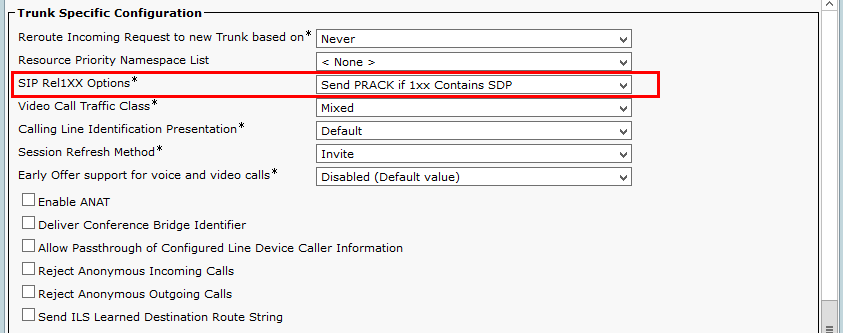 Trunk Specific Configuration
Reroute Incoming Request to new Trunk based on* Never
Resource Priority Namespace List < None >
SIP Rel1XX Options* Send PRACK if 1xx Contains SDP
Video Call Traffic Class* Mixed
Calling Line Identification Presentation* Default
Session Refresh Method* Invite
Early Offer support for voice and video calls* Disabled (Default value)
Enable ANAT
Deliver Conference Bridge Identifier
Allow Passthrough of Configured Line Device Caller Information
Reject Anonymous Incoming Calls
Reject Anonymous Outgoing Calls
Send ILS Learned Destination Route String